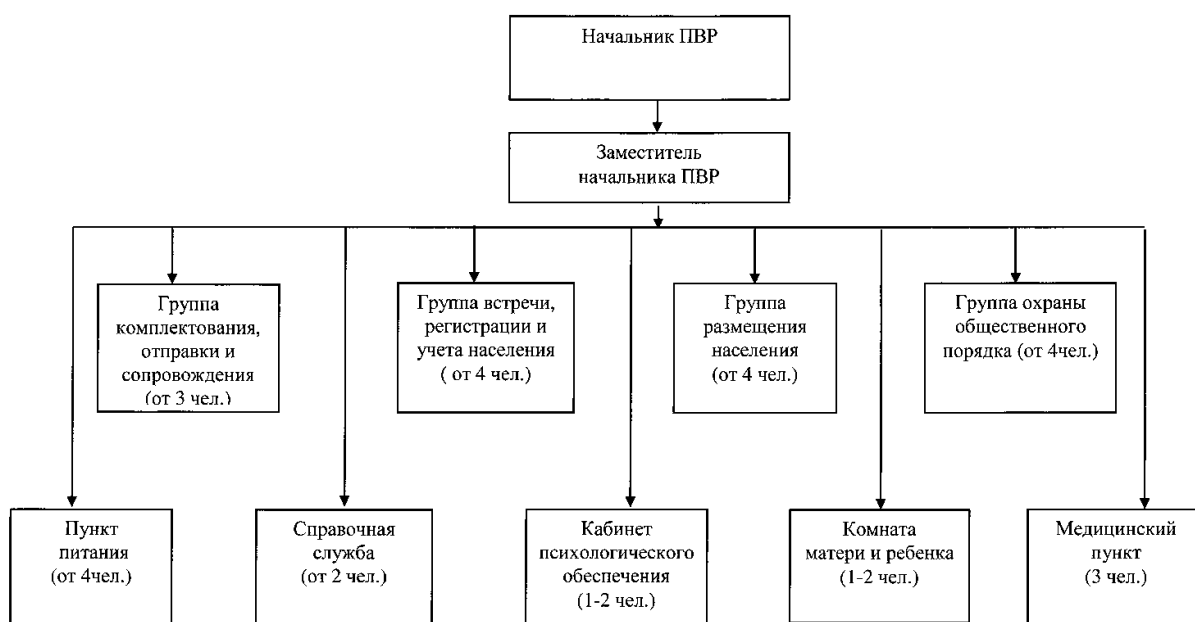 Начальник ПВР
Заместитель
начальника ПВР
Группа
комплектования,
отправки и
сопровождения
(от 3 чел.)
Группа встречи,
регистрации и
учета населения
( от 4 чел.)
Группа
размещения
населения
(от 4 чел.)
Группа охраны
общественного
порядка (от 4чел.)
Пункт
питания
(от 4чел.)
Справочная
служба
(от 2 чел.)
Кабинет
психологического
обеспечения
(1-2 чел.)
Комната
матери и ребенка
(1-2 чел.)
Медицинский
пункт
(3 чел.)